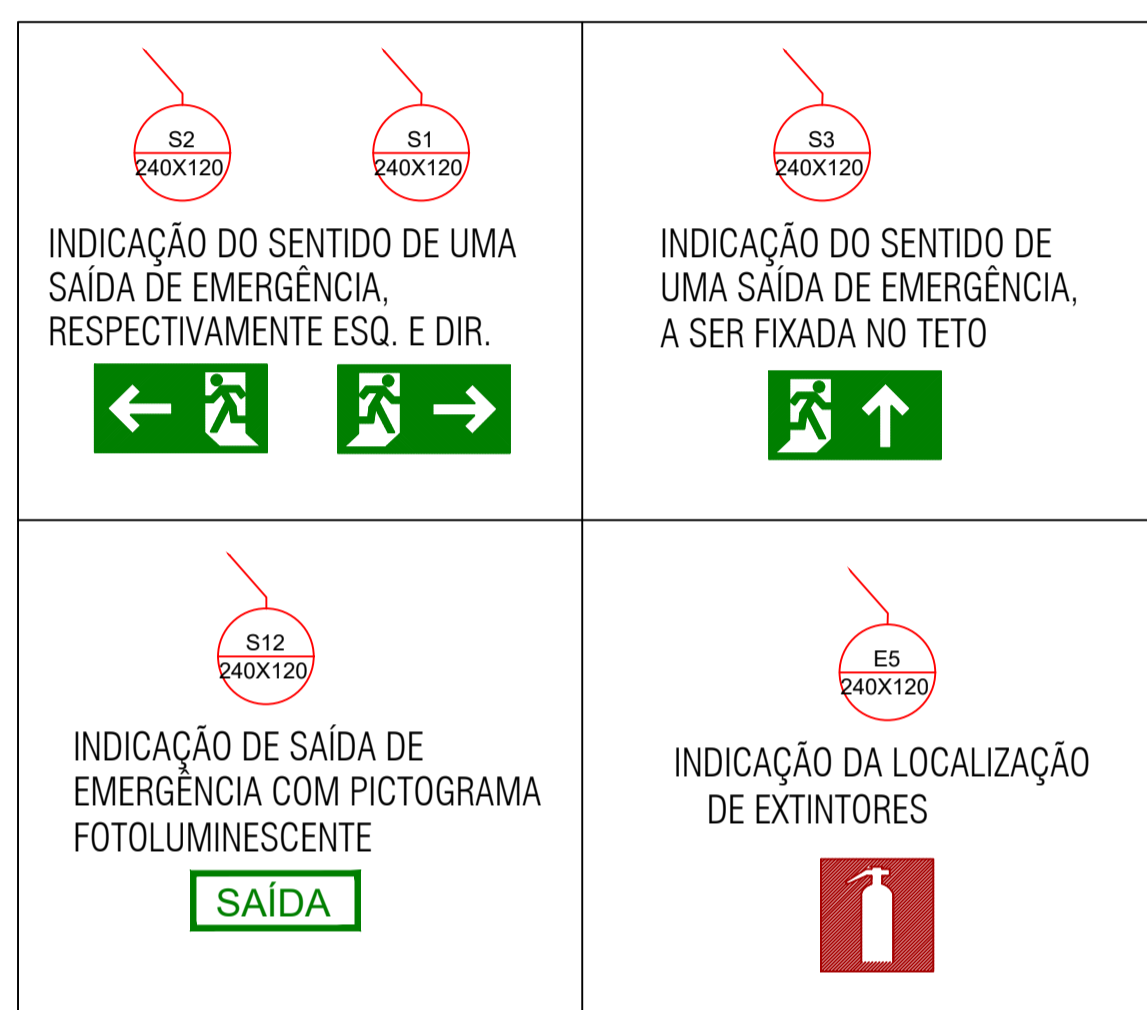 S2
240X120
S1
240X120
INDICAÇÃO DO SENTIDO DE UMA
SAÍDA DE EMERGÊNCIA,
RESPECTIVAMENTE ESQ. E DIR.
S3
240X120
INDICAÇÃO DO SENTIDO DE
UMA SAÍDA DE EMERGÊNCIA,
A SER FIXADA NO TETO
S12
240X120
INDICAÇÃO DE SAÍDA DE
EMERGÊNCIA COM PICTOGRAMA
FOTOLUMINESCENTE
SAÍDA
E5
240X120
INDICAÇÃO DA LOCALIZAÇÃO
DE EXTINTORES